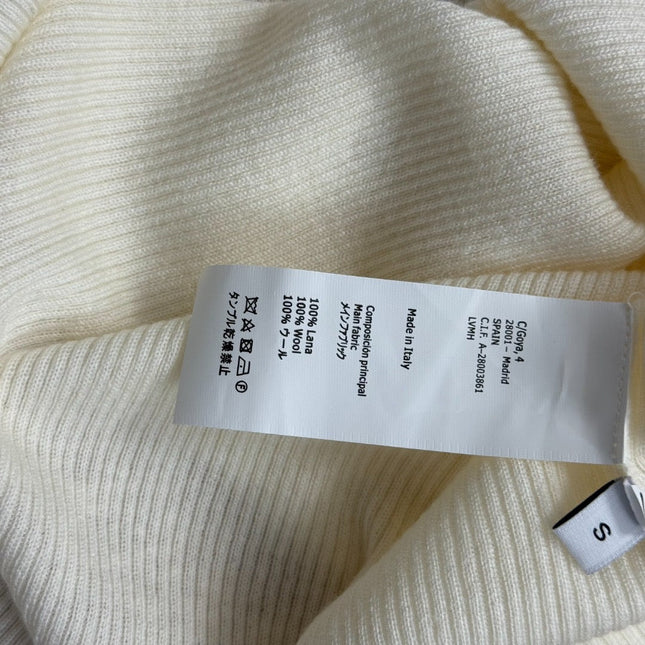 C/Goya, 4
28001 - Madrid
SPAIN
C.I.F. A-28003861
LVMH
Made in Italy
Composición principal
Main fabric
メインファブリック
100% Lana
100% Wool
100% ウール
F
タンブル乾燥禁止
S